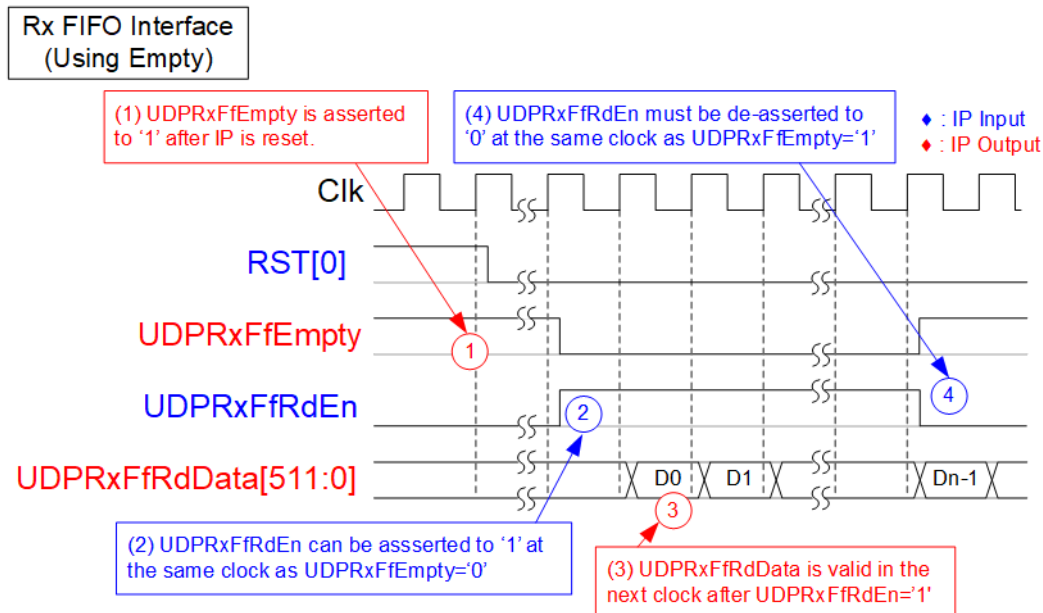 Rx FIFO Interface
(Using Empty)
(1) UDPRxFfEmpty is asserted
to ‘1’ after IP is reset.
(4) UDPRxFfRdEn must be de-asserted to
‘0’ at the same clock as UDPRxFfEmpty=‘1’
♦ : IP Input
♦ : IP Output
Clk
RST[0]
UDPRxFfEmpty
1
UDPRxFfRdEn
2
4
UDPRxFfRdData[511:0]
D0
D1
Dn-1
3
(2) UDPRxFfRdEn can be assserted to ‘1’ at
the same clock as UDPRxFfEmpty=‘0’
(3) UDPRxFfRdData is valid in the
next clock after UDPRxFfRdEn='1'